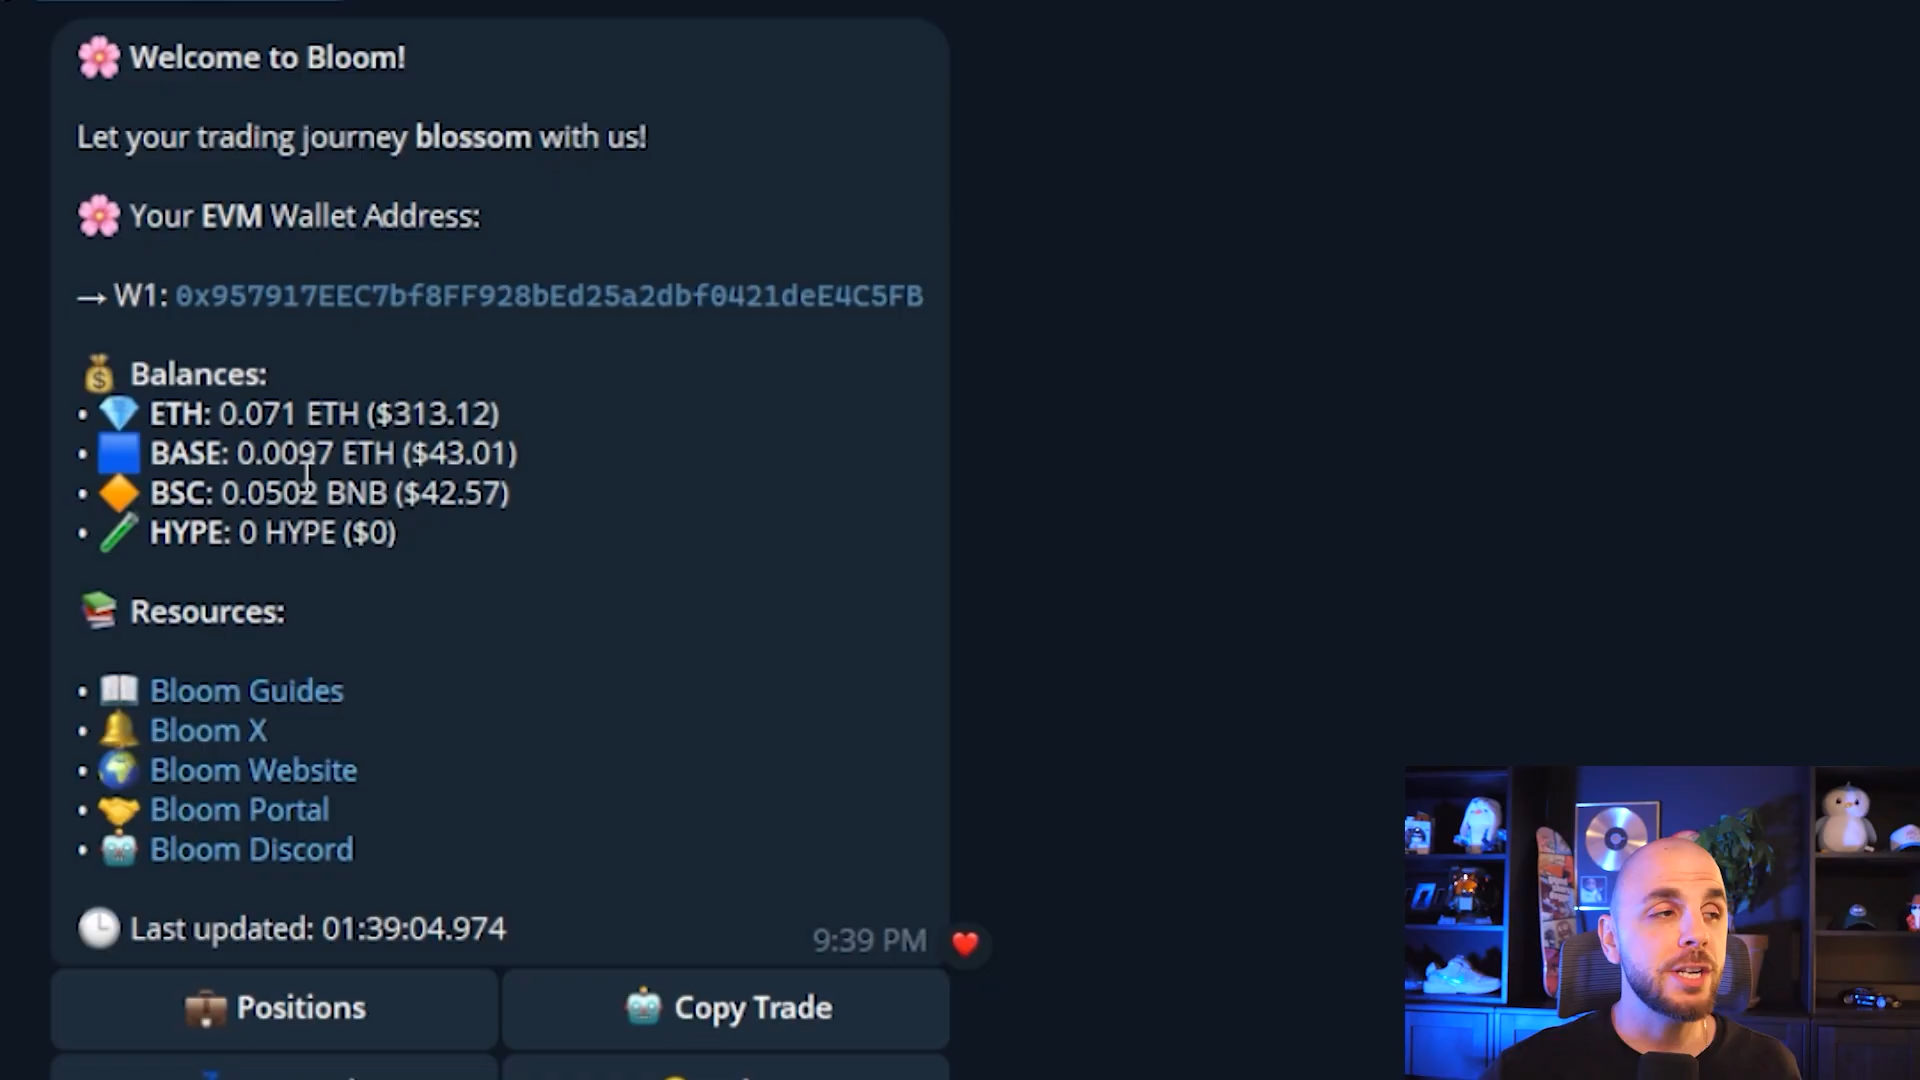 Welcome to Bloom!
Let your trading journey blossom with us!
Your EVM Wallet Address:
→ W1: 0x957917EEC7bf8FF928bEd25a2dbf0421deE4C5FB
Balances:
• ETH: 0.071 ETH ($313.12)
• BASE: 0.0097 ETH ($43.01)
• BSC: 0.0502 BNB ($42.57)
• HYPE: 0 HYPE ($0)
Resources:
• Bloom Guides
• Bloom X
• Bloom Website
• Bloom Portal
• Bloom Discord
Last updated: 01:39:04.974
9:39 PM
Positions
Copy Trade